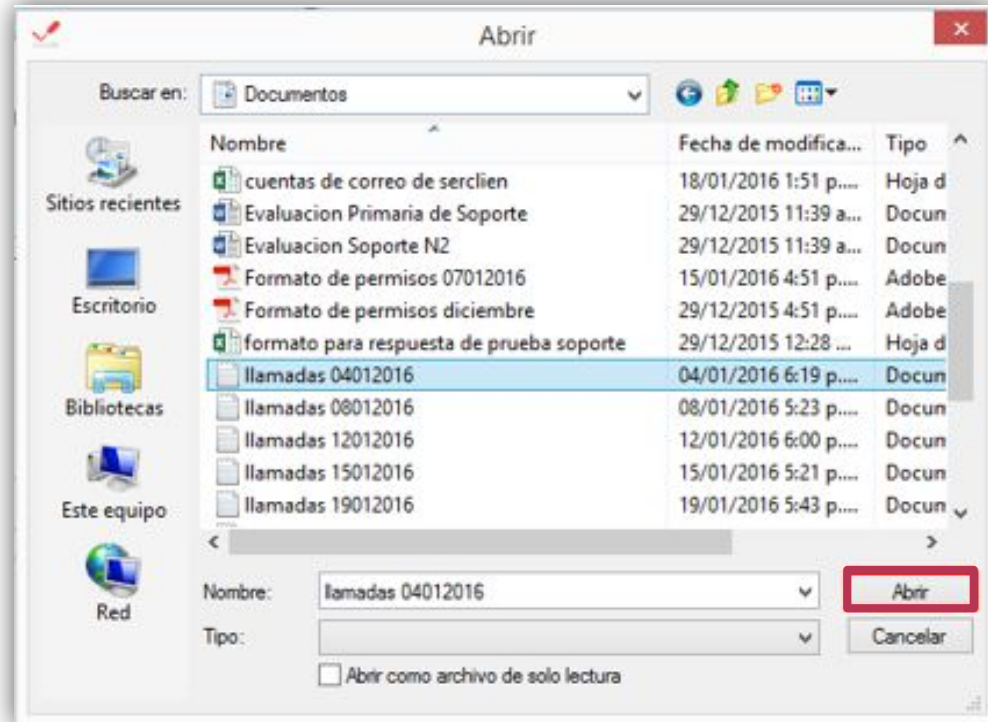 Abrir
Buscar en: Documentos
Nombre Fecha de modifica... Tipo
cuentas de correo de serclien 18/01/2016 1:51 p.... Hoja d
Evaluacion Primaria de Soporte 29/12/2015 11:39 a... Docum
Evaluacion Soporte N2 29/12/2015 11:39 a... Docum
Formato de permisos 07012016 15/01/2016 4:51 p.... Adobe
Formato de permisos diciembre 29/12/2015 4:51 p.... Adobe
formato para respuesta de prueba soporte 29/12/2015 12:28 ... Hoja d
llamadas 04012016 04/01/2016 6:19 p.... Docum
llamadas 08012016 08/01/2016 5:23 p.... Docum
llamadas 12012016 12/01/2016 6:00 p.... Docum
llamadas 15012016 15/01/2016 5:21 p.... Docum
llamadas 19012016 19/01/2016 5:43 p.... Docum
Sitios recientes
Escritorio
Bibliotecas
Este equipo
Red
Nombre: llamadas 04012016 Abrir
Tipo: Cancelar
Abrir como archivo de solo lectura